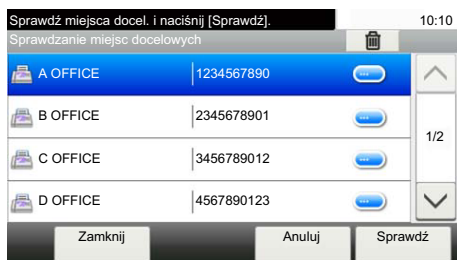 Sprawdź miejsca docel. i naciśnij [Sprawdź]. 10:10
Sprawdzanie miejsc docelowych
A OFFICE 1234567890
B OFFICE 2345678901
1/2
C OFFICE 3456789012
D OFFICE 4567890123
Zamknij Anuluj Sprawdź